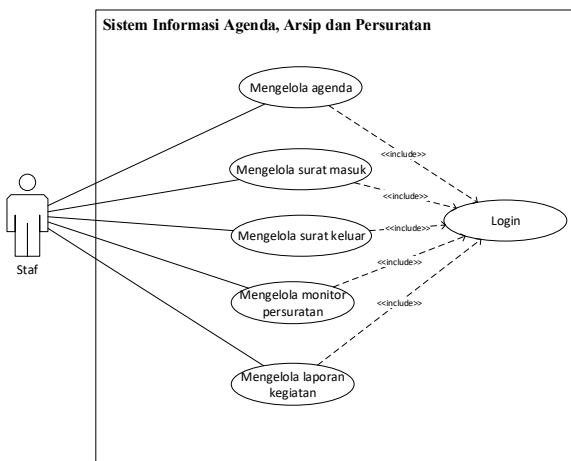 Sistem Informasi Agenda, Arsip dan Persuratan
Mengelola agenda
<<include>>
Mengelola surat masuk
<<include>>
Mengelola surat keluar
<<include>>
Login
Staf
<<include>>
Mengelola monitor
persuratan
<<include>>
Mengelola laporan
kegiatan